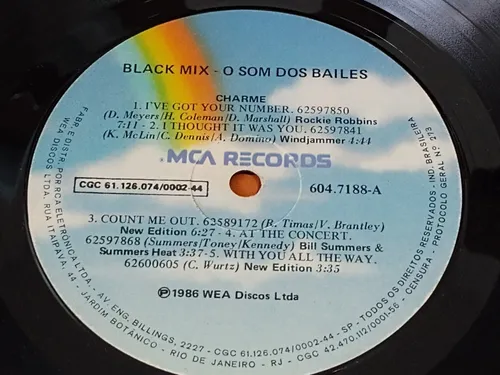 BLACK MIX - O SOM DOS BAILES
CHARME
1. I'VE GOT YOUR NUMBER. 62597850
(D. Meyers/H. Coleman/D. Marshall) Rockie Robbins
7:11 - 2. I THOUGHT IT WAS YOU. 62597841
(K. McLin/C. Dennis/A. Domino) Windjammer 4:44
MCA RECORDS
CGC 61.126.074/0002-44
604.7188-A
3. COUNT ME OUT. 62589172 (R. Timas/V. Brantley)
New Edition 6:27 - 4. AT THE CONCERT.
62597868 (Summers/Toney/Kennedy) Bill Summers &
Summers Heat 3:37-5. WITH YOU ALL THE WAY.
62600605 (C. Wurtz) New Edition 3:35
℗1986 WEA Discos Ltda
FABR. E DISTR. POR RCA ELETRÔNICA LTDA. - AV. ENG. BILLINGS, 2227 - CGC 61.126.074/0002-44 - SP - TODOS OS DIREITOS RESERVADOS - IND. BRASILEIRA
WEA DISCOS LTDA. RUA ITAIPAVA, 44 - JARDIM BOTÂNICO - RIO DE JANEIRO - RJ - CGC 42.470.112/0001-56 - CENSURA - PROTOCOLO GERAL Nº 213